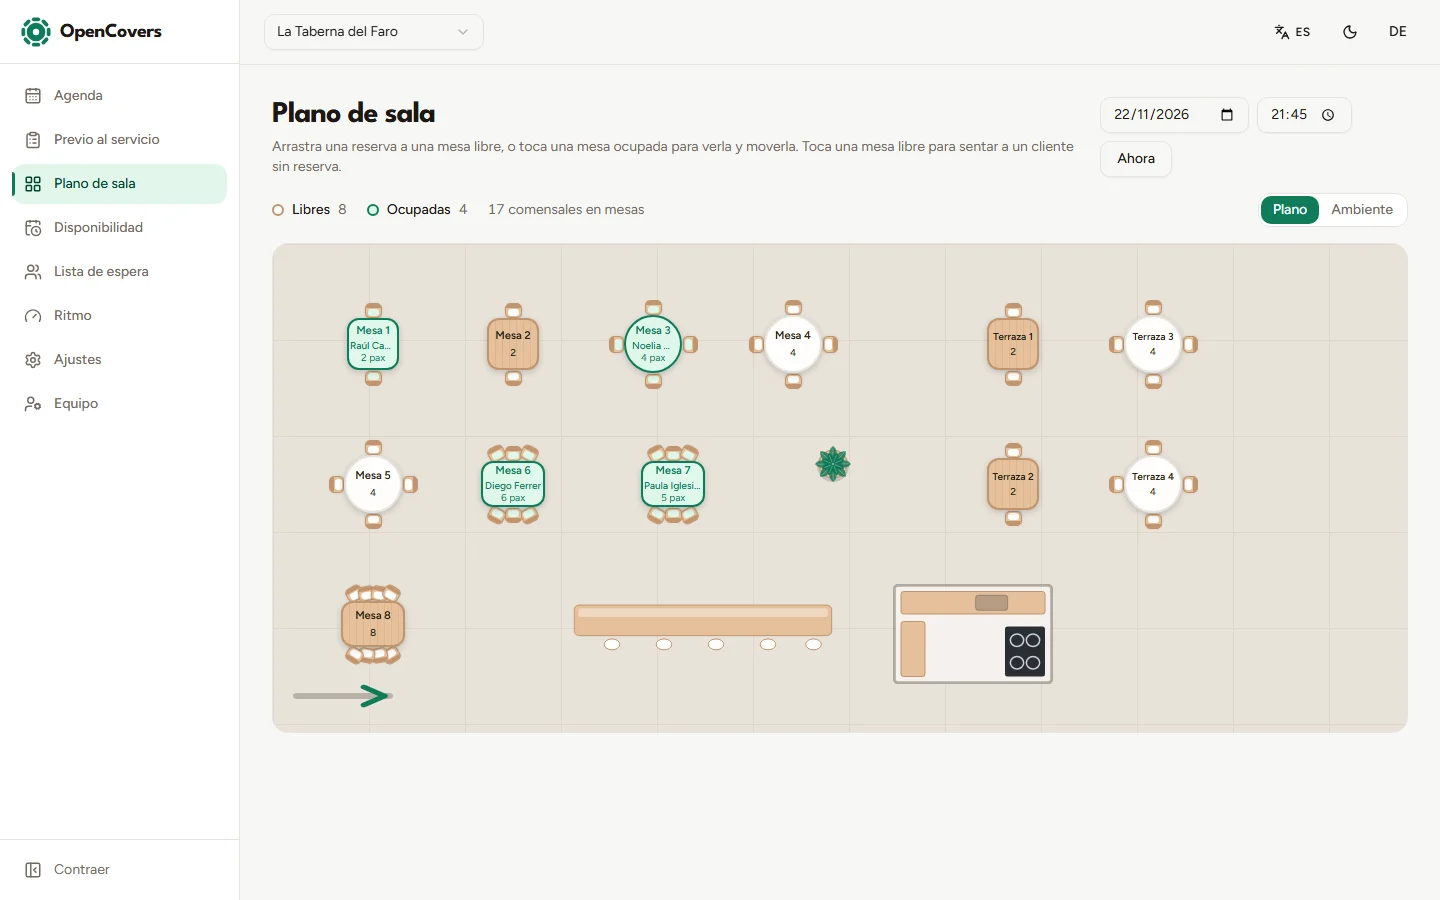 OpenCovers
La Taberna del Faro
ES
DE
Agenda
Previo al servicio
Plano de sala
Disponibilidad
Lista de espera
Ritmo
Ajustes
Equipo
Contraer
Plano de sala
Arrastra una reserva a una mesa libre, o toca una mesa ocupada para verla y moverla. Toca una mesa libre para sentar a un cliente
sin reserva.
22/11/2026
21:45
Ahora
Libres 8
Ocupadas 4
17 comensales en mesas
Plano
Ambiente
Mesa 1
Raúl Ca...
2 pax
Mesa 2
2
Mesa 3
Noelia ...
4 pax
Mesa 4
4
Terraza 1
2
Terraza 3
4
Mesa 5
4
Mesa 6
Diego Ferrer
6 pax
Mesa 7
Paula Iglesi...
5 pax
Terraza 2
2
Terraza 4
4
Mesa 8
8